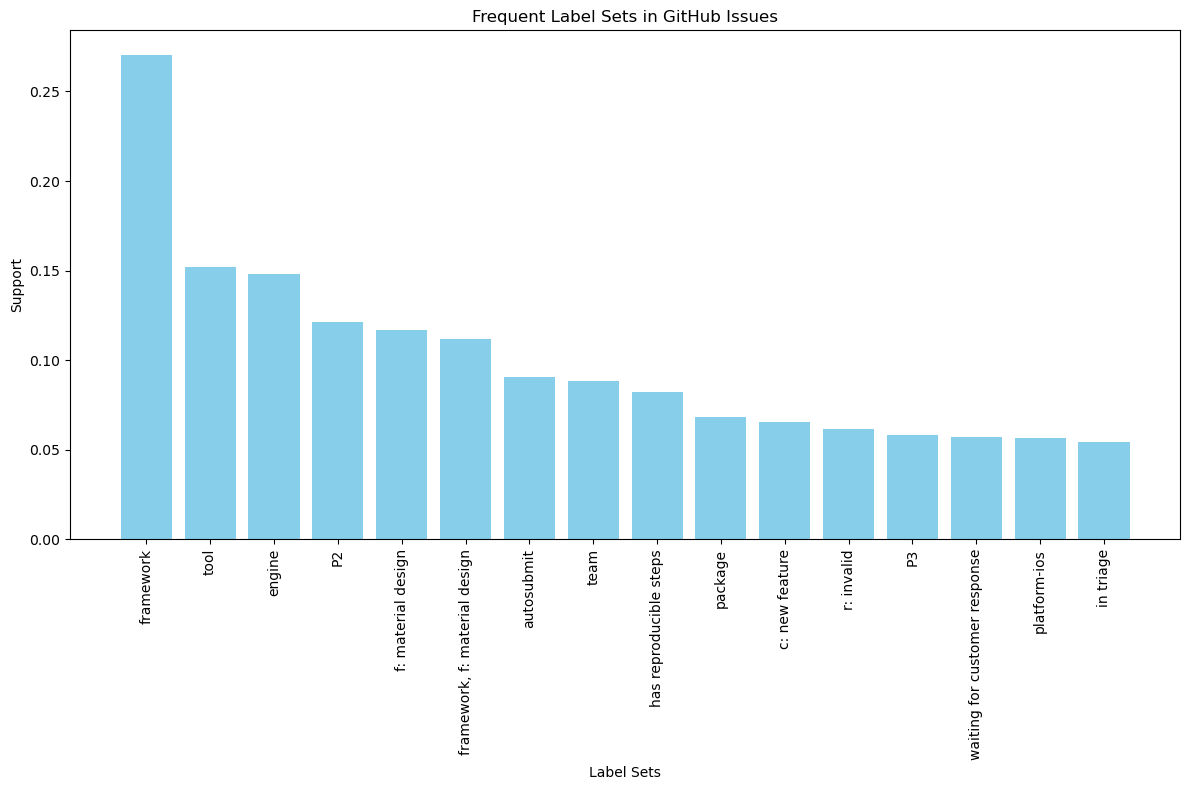 Frequent Label Sets in GitHub Issues
Support
0.25
0.20
0.15
0.10
0.05
0.00
framework
tool
engine
P2
f: material design
framework, f: material design
autosubmit
team
has reproducible steps
package
c: new feature
r: invalid
P3
waiting for customer response
platform-ios
in triage
Label Sets